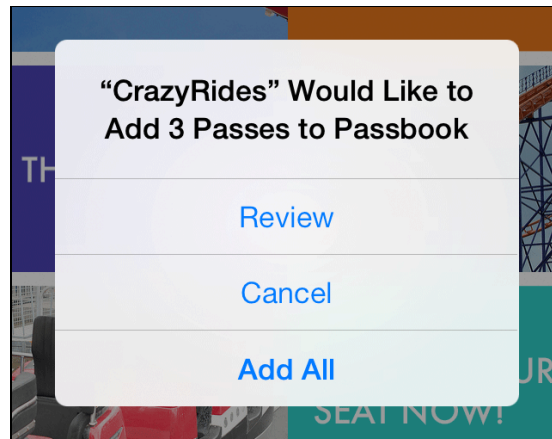 “CrazyRides” Would Like to
Add 3 Passes to Passbook
Review
Cancel
Add All
SEAT NOW!